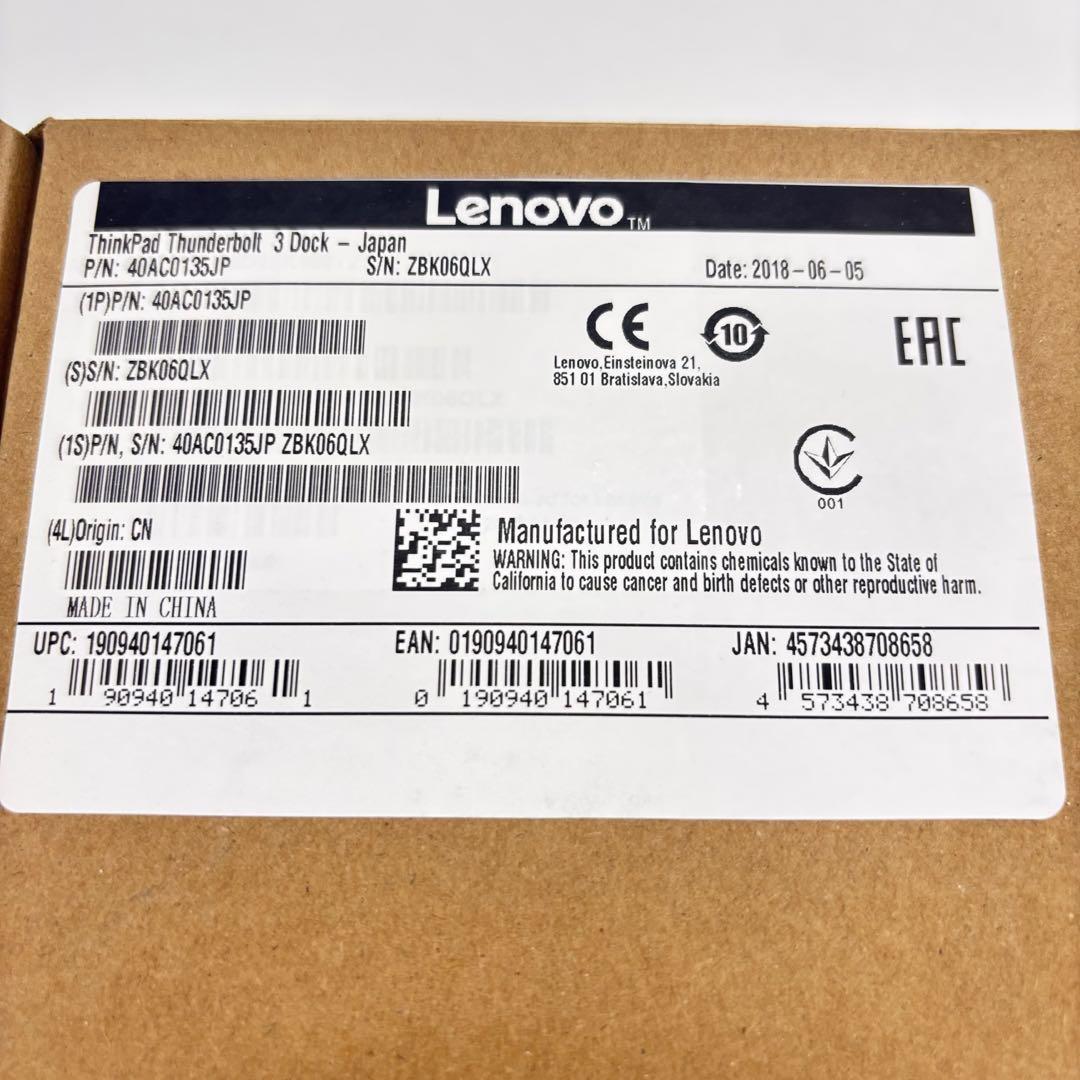 Lenovo TM
ThinkPad Thunderbolt 3 Dock – Japan
P/N: 40AC0135JP S/N: ZBK06QLX Date: 2018-06-05
(1P)P/N: 40AC0135JP
10
EAC
Lenovo,Einsteinova 21,
851 01 Bratislava,Slovakia
(S)S/N: ZBK06QLX
(1S)P/N, S/N: 40AC0135JP ZBK06QLX
001
(4L)Origin: CN
MADE IN CHINA
Manufactured for Lenovo
WARNING: This product contains chemicals known to the State of
California to cause cancer and birth defects or other reproductive harm.
UPC: 190940147061 EAN: 0190940147061 JAN: 4573438708658
1 90940 14706 1 0 190940 147061 4 573438 708658